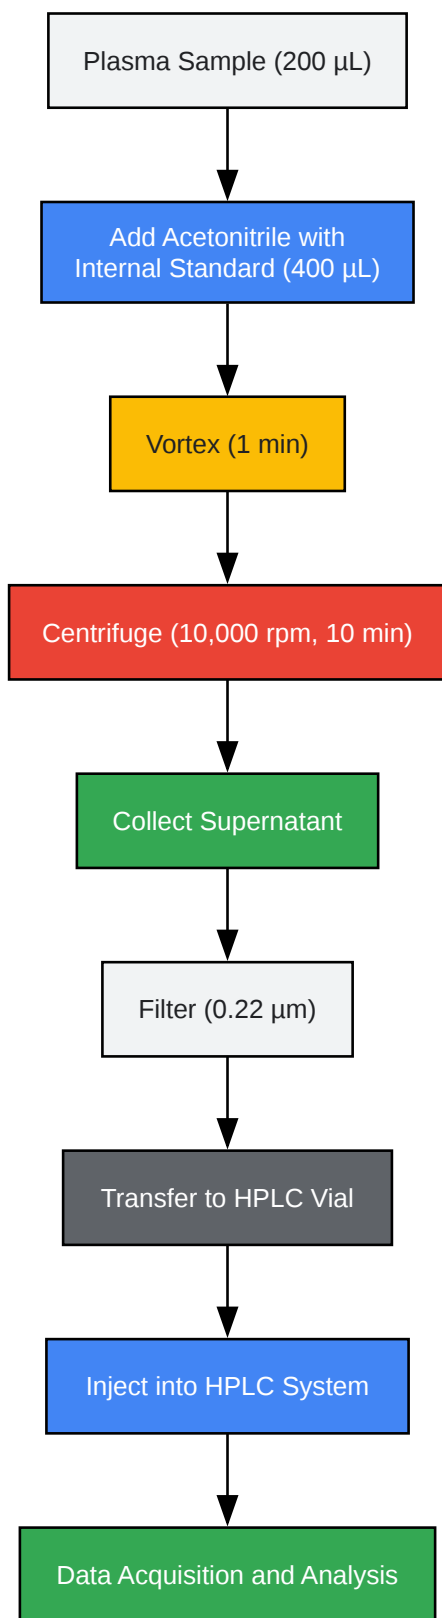 Plasma Sample (200 µL)
Add Acetonitrile with
Internal Standard (400 µL)
Vortex (1 min)
Centrifuge (10,000 rpm, 10 min)
Collect Supernatant
Filter (0.22 µm)
Transfer to HPLC Vial
Inject into HPLC System
Data Acquisition and Analysis